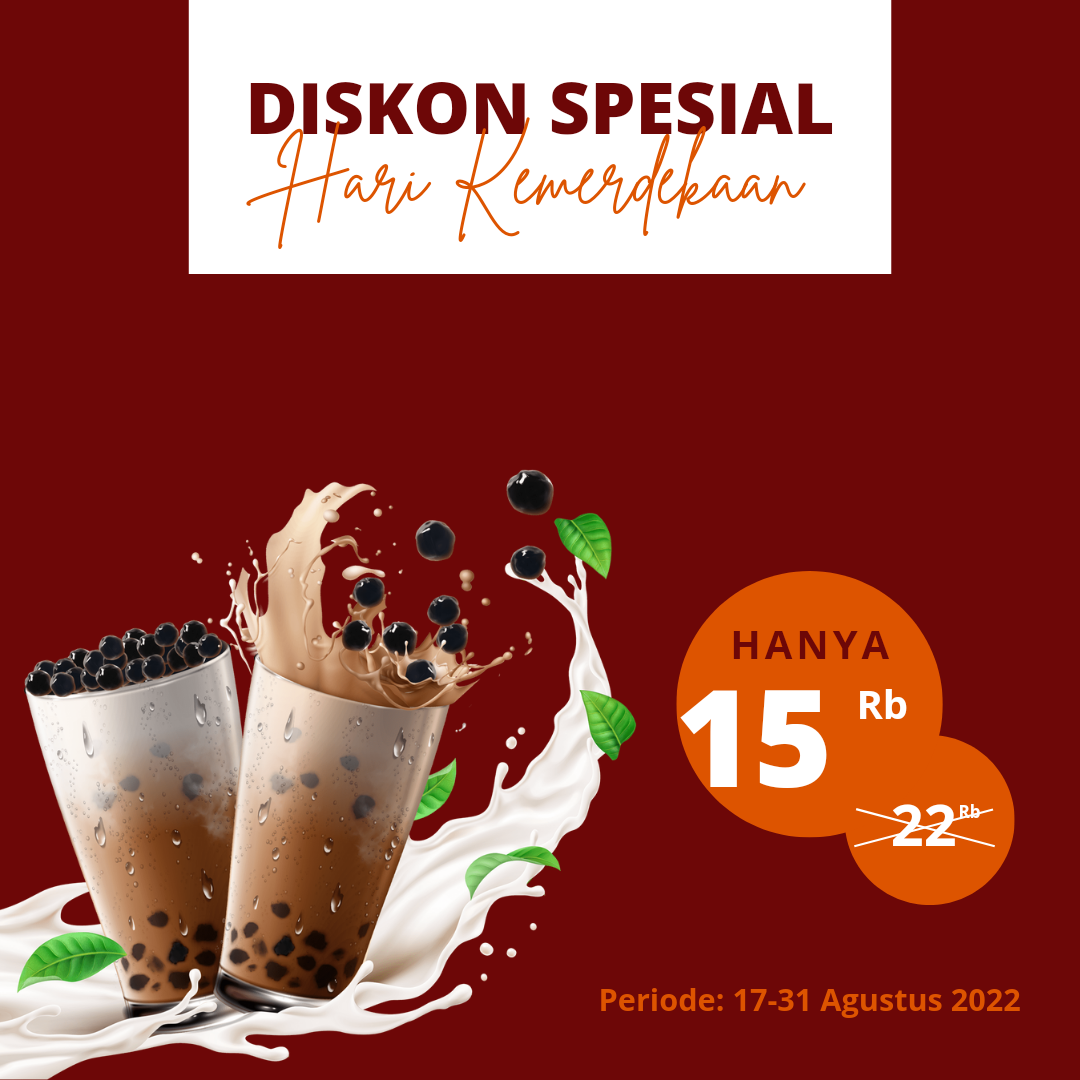 DISKON SPESIAL
Hari Kemerdekaan
HANYA
15 Rb
22 Rb
Periode: 17-31 Agustus 2022